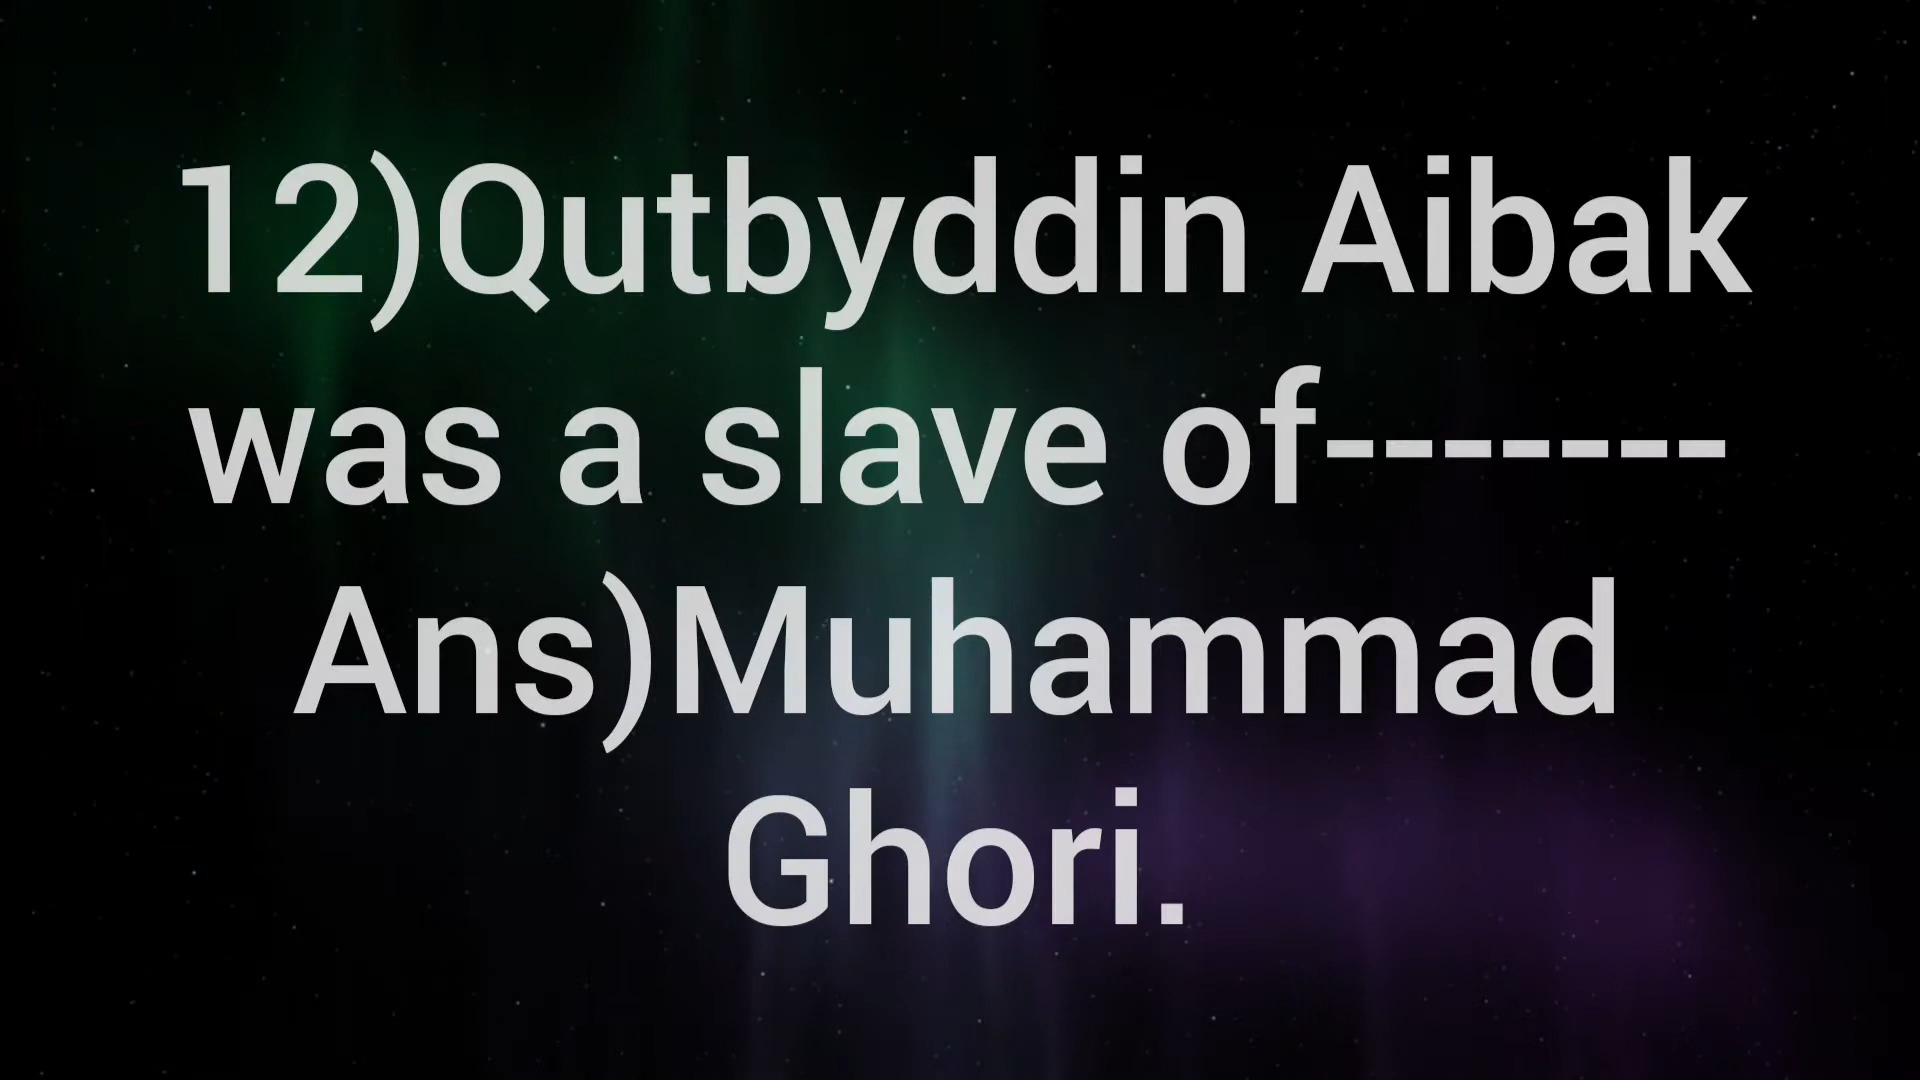 12)Qutbyddin Aibak
was a slave of-------
Ans)Muhammad
Ghori.